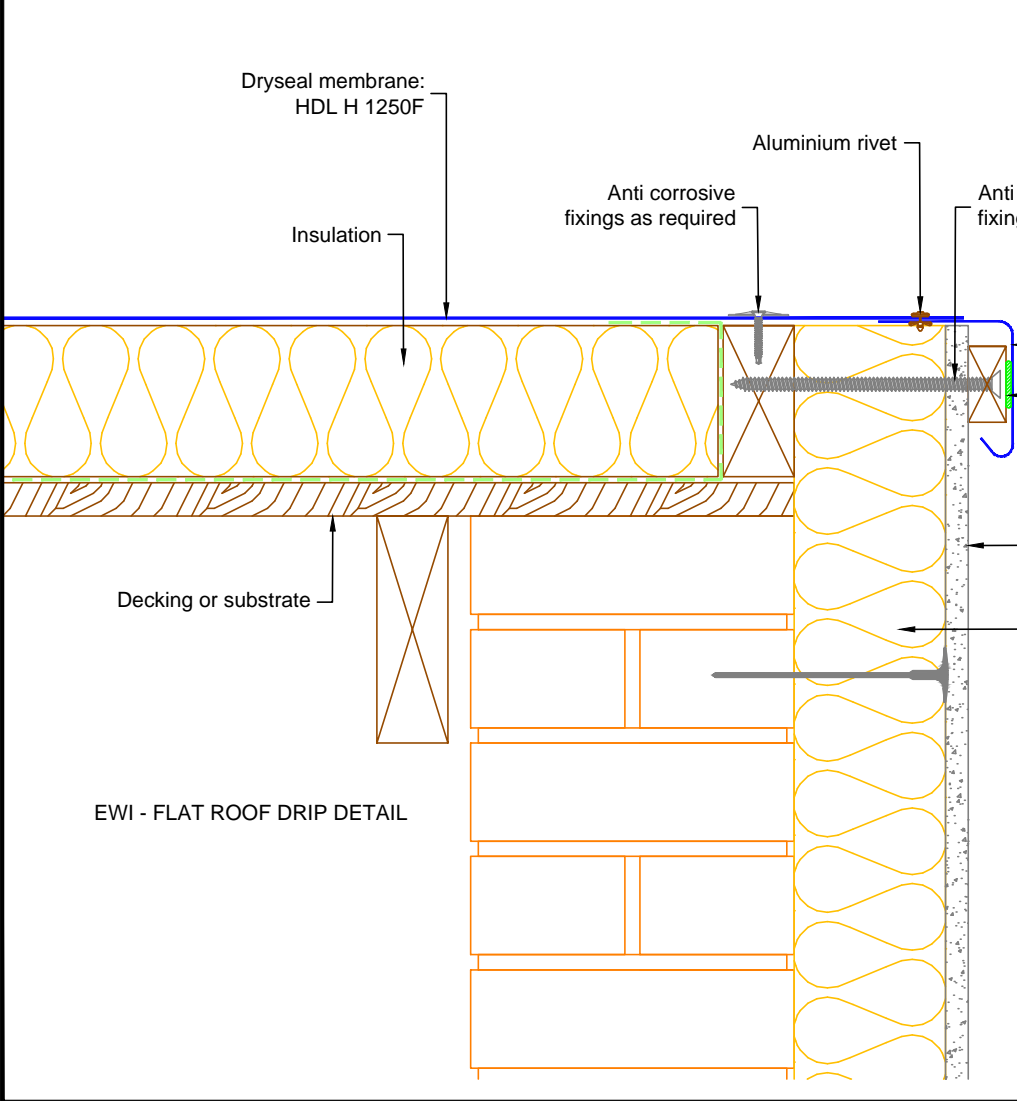 Dryseal membrane:
HDL H 1250F
Aluminium rivet
Anti corrosive
fixings as required
Anti
Insulation
Decking or substrate
EWI - FLAT ROOF DRIP DETAIL